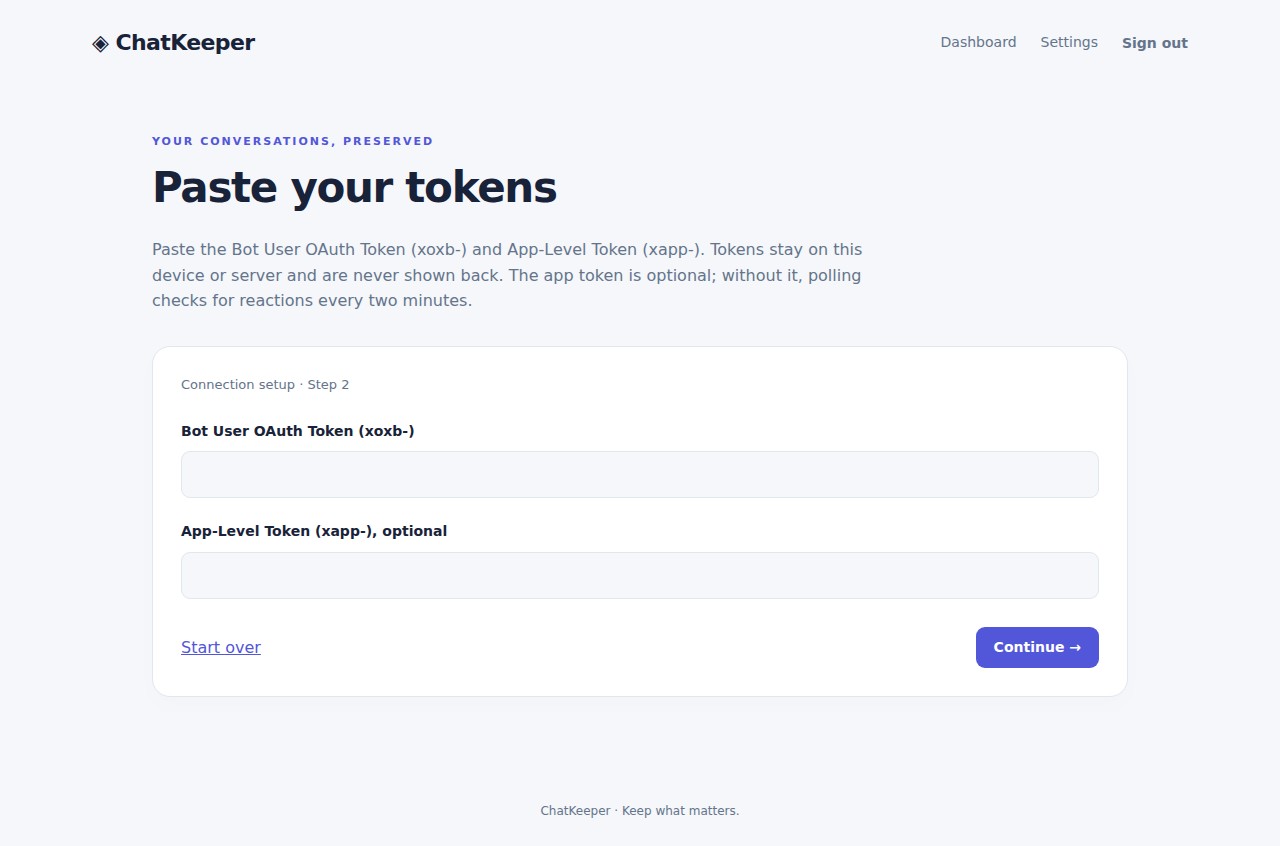 ◈ ChatKeeper
Dashboard Settings Sign out
YOUR CONVERSATIONS, PRESERVED
Paste your tokens
Paste the Bot User OAuth Token (xoxb-) and App-Level Token (xapp-). Tokens stay on this
device or server and are never shown back. The app token is optional; without it, polling
checks for reactions every two minutes.
Connection setup · Step 2
Bot User OAuth Token (xoxb-)
App-Level Token (xapp-), optional
Start over
Continue →
ChatKeeper · Keep what matters.